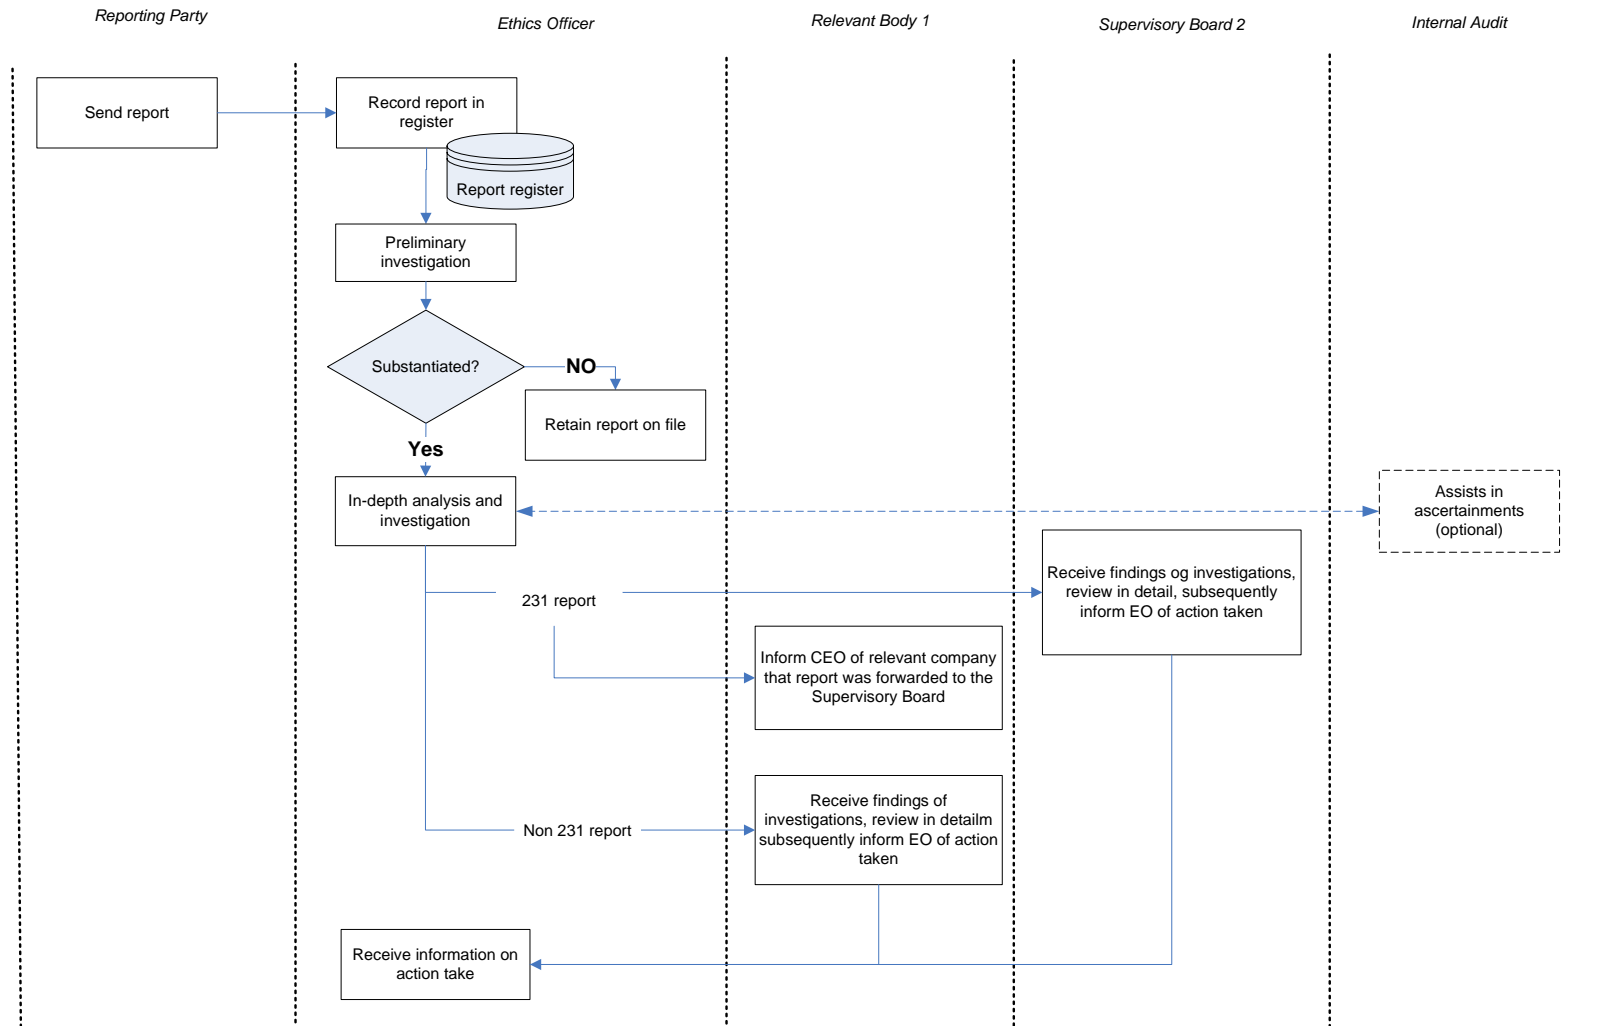 Reporting Party
Ethics Officer
Relevant Body 1
Supervisory Board 2
Internal Audit
Send report
Record report in
register
Report register
Preliminary
investigation
Substantiated?
NO
Retain report on file
Yes
In-depth analysis and
investigation
Assists in
ascertainments
(optional)
231 report
Receive findings og investigations,
review in detail, subsequently
inform EO of action taken
Inform CEO of relevant company
that report was forwarded to the
Supervisory Board
Non 231 report
Receive findings of
investigations, review in detailm
subsequently inform EO of action
taken
Receive information on
action take